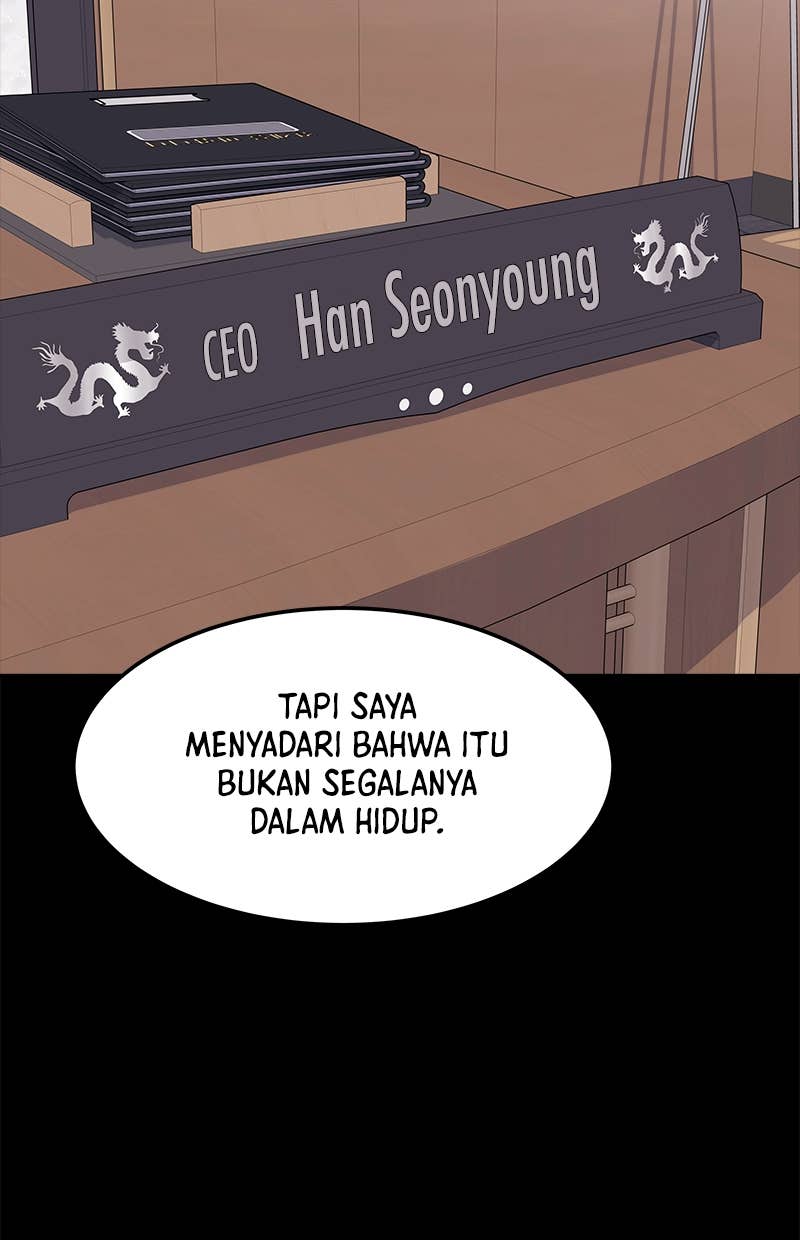 CEO Han Seonyoung
TAPI SAYA
MENYADARI BAHWA ITU
BUKAN SEGALANYA
DALAM HIDUP.